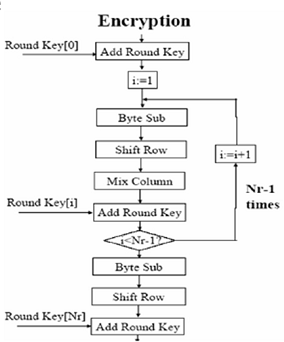 Encryption
Round Key[0]
Add Round Key
i:=1
Byte Sub
Shift Row
i:=i+1
Mix Column
Nr-1
times
Round Key[i]
Add Round Key
i<Nr-1?
Byte Sub
Shift Row
Round Key[Nr]
Add Round Key